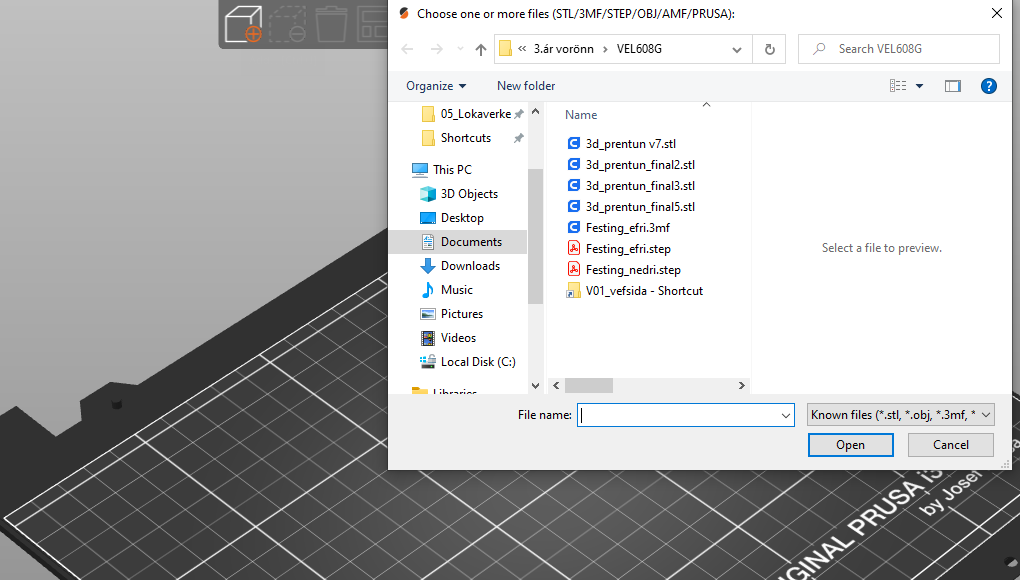 Choose one or more files (STL/3MF/STEP/OBJ/AMF/PRUSA):
« 3.ár vorönn › VEL608G
Search VEL608G
Organize
New folder
?
05_Lokaverke
Shortcuts
This PC
3D Objects
Desktop
Documents
Downloads
Music
Pictures
Videos
Local Disk (C:)
Libraries
Name
3d_prentun v7.stl
3d_prentun_final2.stl
3d_prentun_final3.stl
3d_prentun_final5.stl
Festing_efri.3mf
Festing_efri.step
Festing_nedri.step
V01_vefsida - Shortcut
Select a file to preview.
File name:
Known files (*.stl, *.obj, *.3mf, *
Open
Cancel
GINAL PRUSA i3
by Josef